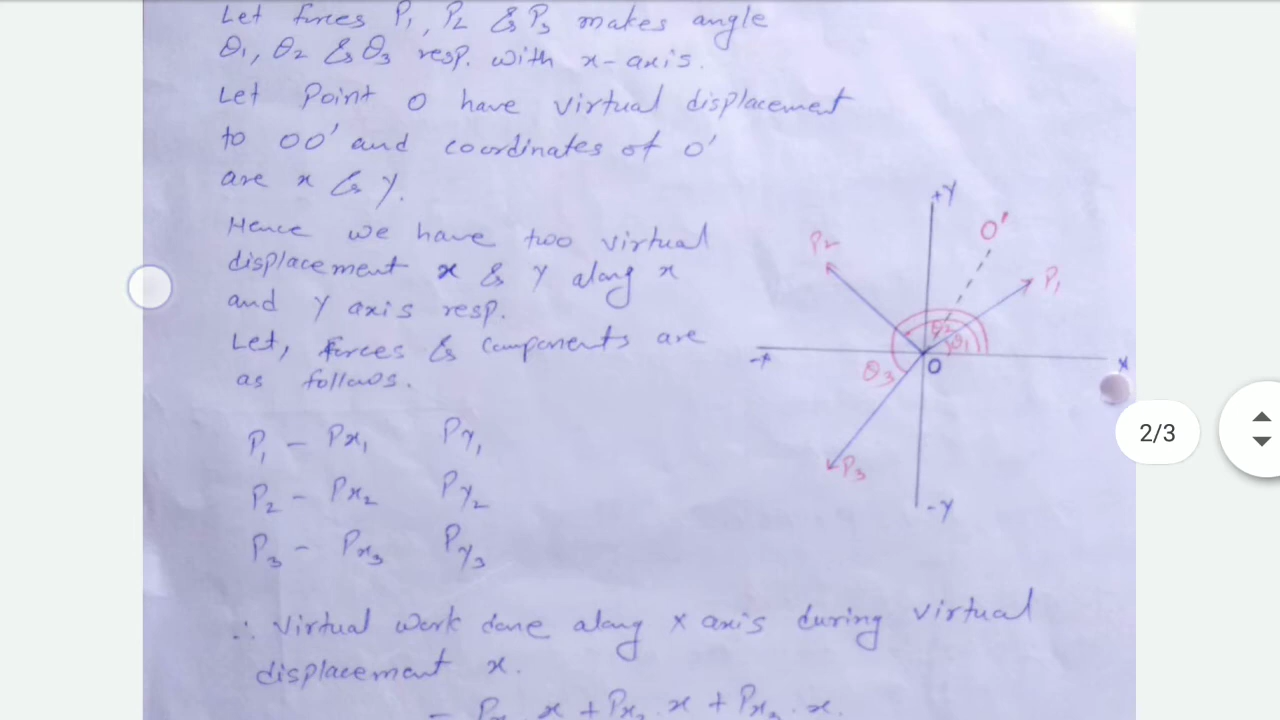 Let forces P1, P2 & P3 makes angle
θ1, θ2 & θ3 resp. with x-axis.
Let Point O have virtual displacement
to OO' and coordinates of O'
are x & y.
Hence we have two virtual
displacement x & y along x
and y axis resp.
Let, forces & components are
as follows.
P1 - Px1 Py1
P2 - Px2 Py2
P3 - Px3 Py3
∴ virtual work done along x axis during virtual
displacement x.
= Px1 . x + Px2 . x + Px3 . x.
+Y
O'
P2
P1
θ2
θ1
-x
O
x
θ3
P3
-Y
2/3